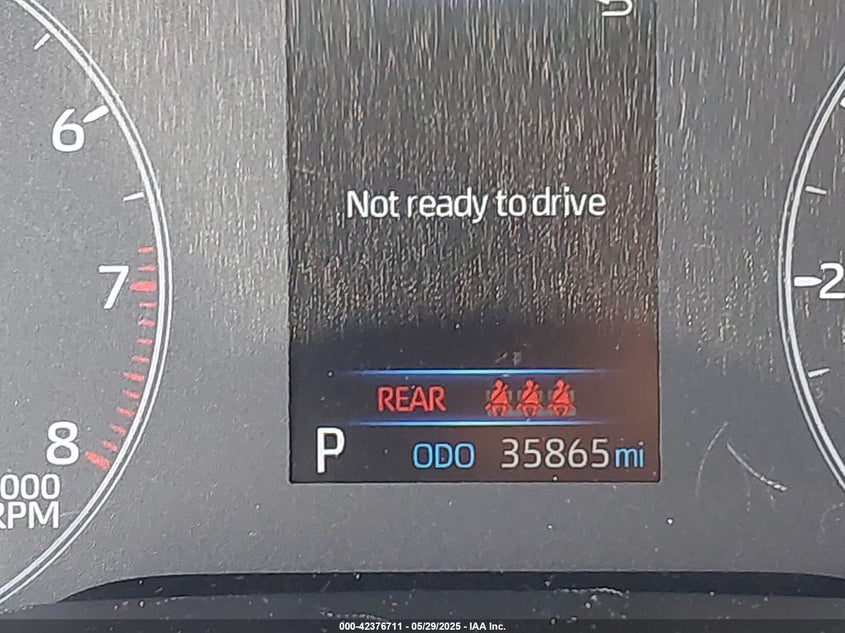 6
Not ready to drive
7
-2
REAR
8
P ODO 35865 mi
000
RPM
000-42376711 - 05/29/2025 - IAA Inc.